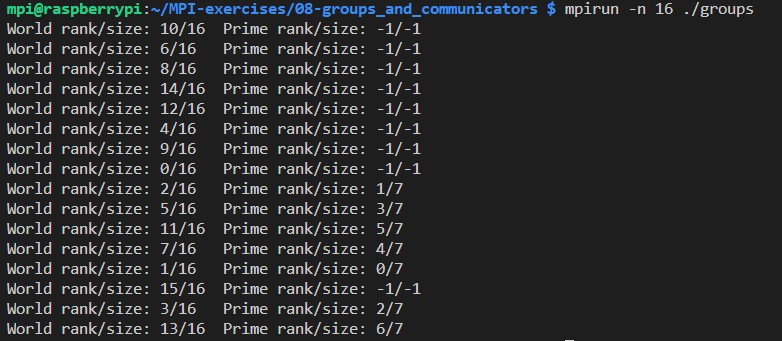 mpi@raspberrypi:~/MPI-exercises/08-groups_and_communicators $ mpirun -n 16 ./groups
World rank/size: 10/16  Prime rank/size: -1/-1
World rank/size: 6/16   Prime rank/size: -1/-1
World rank/size: 8/16   Prime rank/size: -1/-1
World rank/size: 14/16  Prime rank/size: -1/-1
World rank/size: 12/16  Prime rank/size: -1/-1
World rank/size: 4/16   Prime rank/size: -1/-1
World rank/size: 9/16   Prime rank/size: -1/-1
World rank/size: 0/16   Prime rank/size: -1/-1
World rank/size: 2/16   Prime rank/size: 1/7
World rank/size: 5/16   Prime rank/size: 3/7
World rank/size: 11/16  Prime rank/size: 5/7
World rank/size: 7/16   Prime rank/size: 4/7
World rank/size: 1/16   Prime rank/size: 0/7
World rank/size: 15/16  Prime rank/size: -1/-1
World rank/size: 3/16   Prime rank/size: 2/7
World rank/size: 13/16  Prime rank/size: 6/7